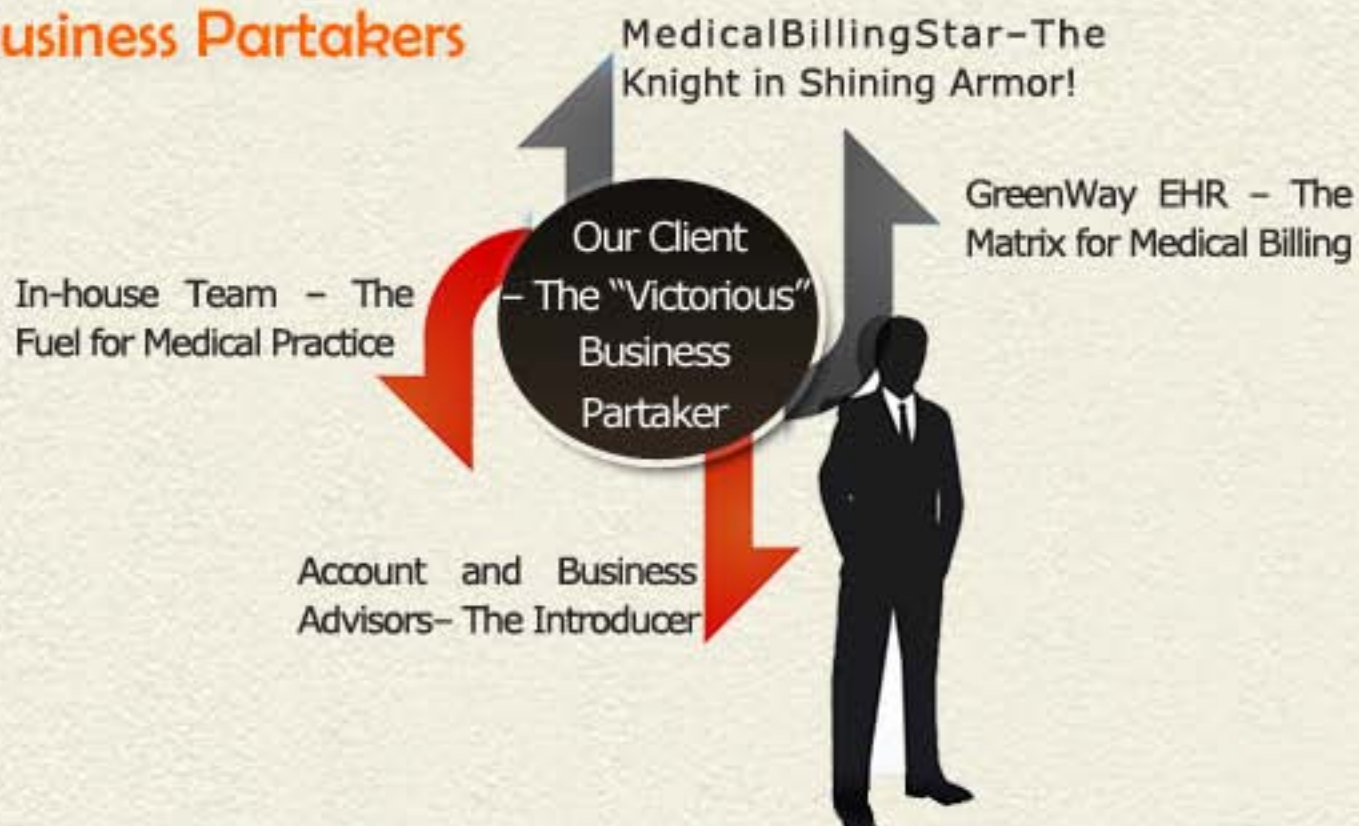 usiness Partakers
MedicalBillingStar–The
Knight in Shining Armor!
GreenWay EHR – The
Matrix for Medical Billing
Our Client
– The “Victorious”
Business
Partaker
In-house Team – The
Fuel for Medical Practice
Account and Business
Advisors– The Introducer